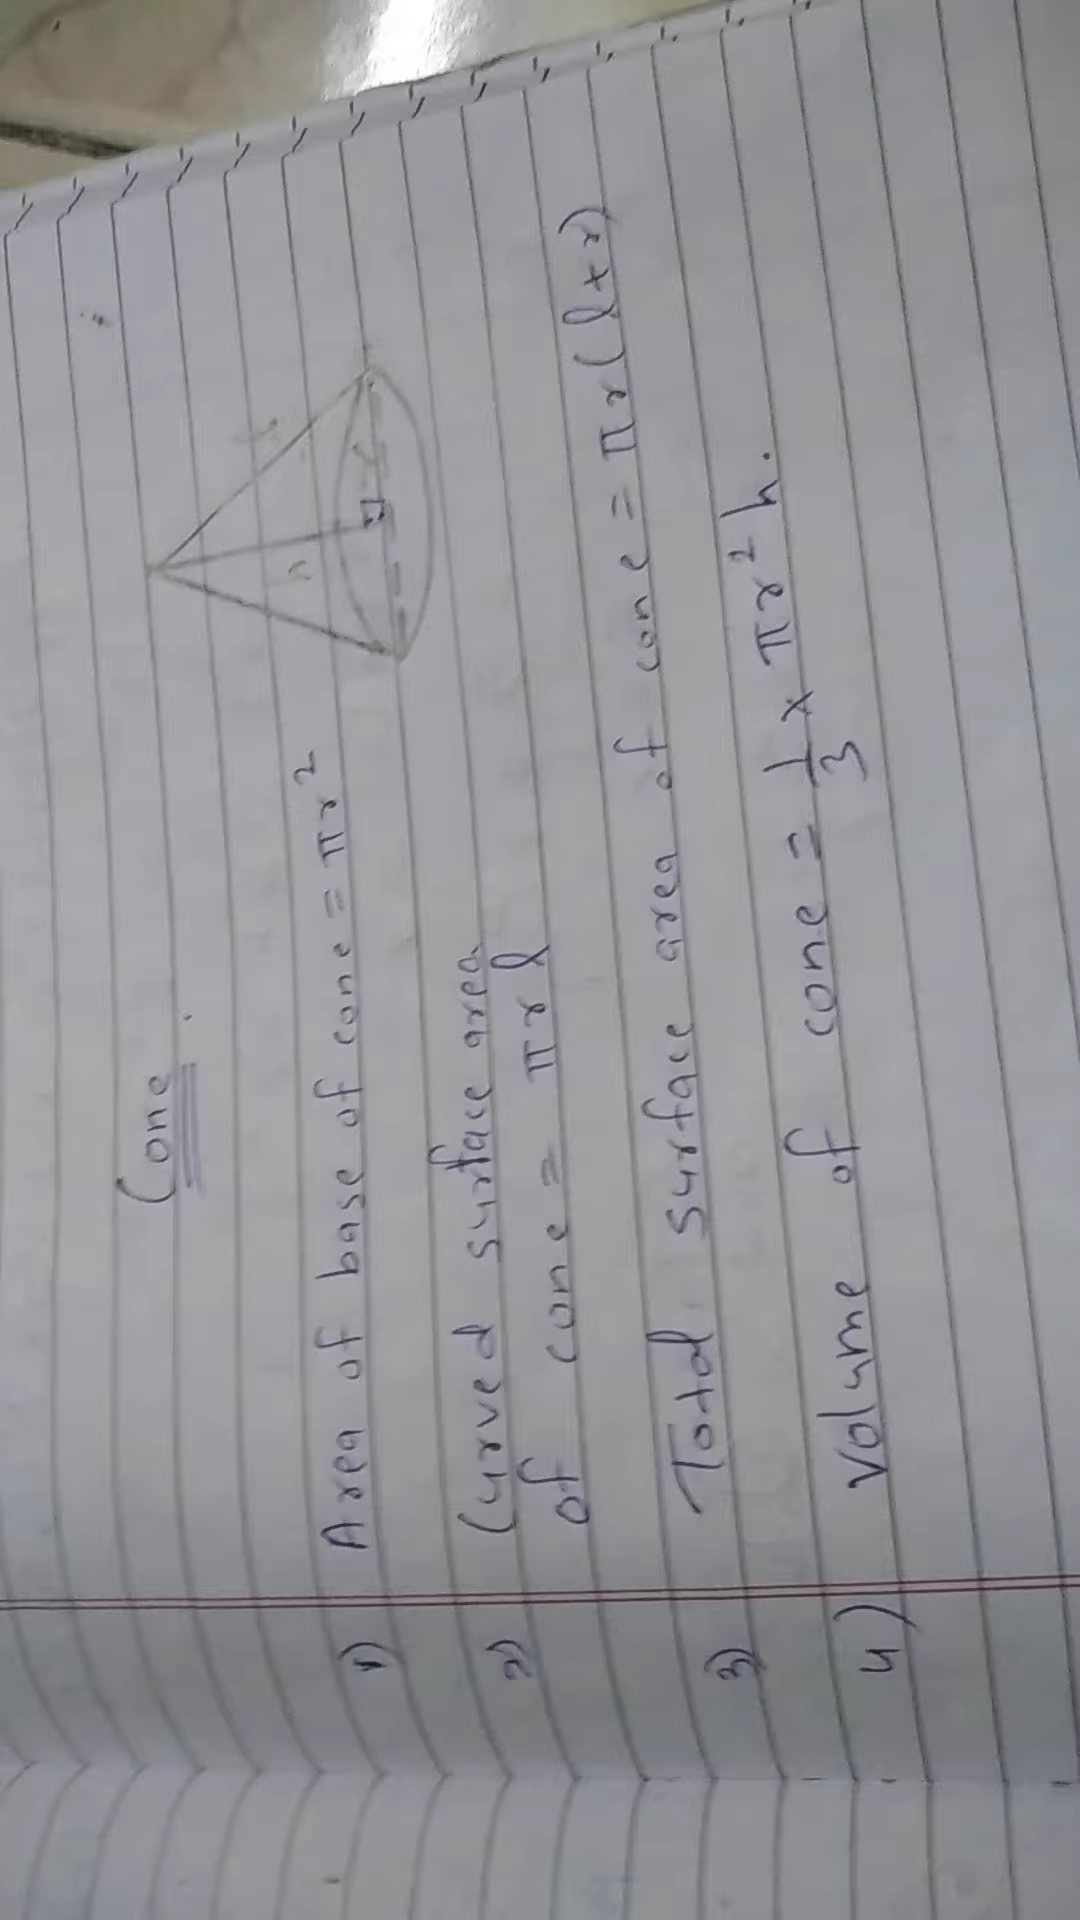 Cone.
h
l
r
1) Area of base of cone = πr²
2) Curved surface area
of cone = πrl
3) Total surface area of cone = πr(l+r)
4) Volume of cone = 1/3 × πr²h.